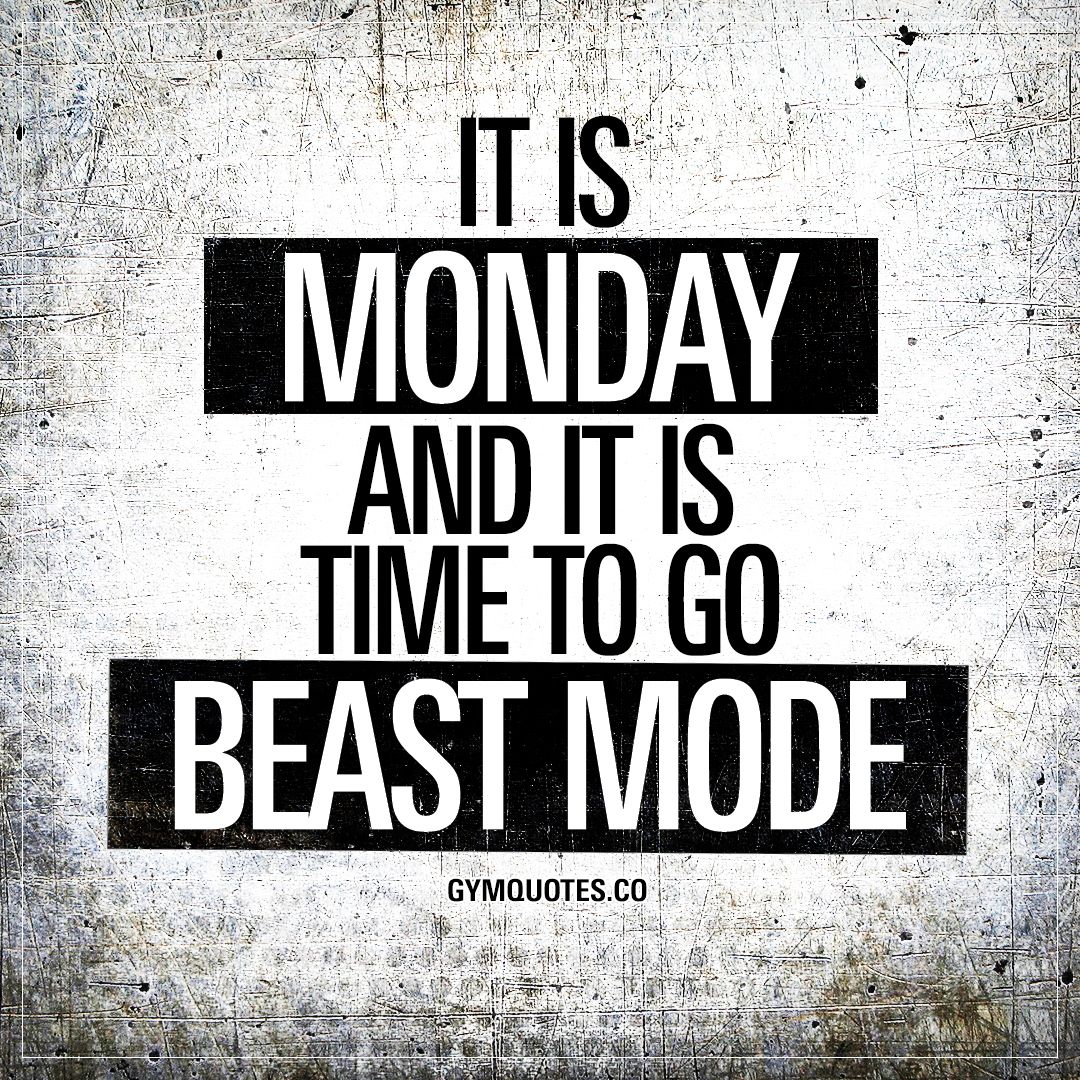 IT IS
MONDAY
AND IT IS
TIME TO GO
BEAST MODE
GYMQUOTES.CO